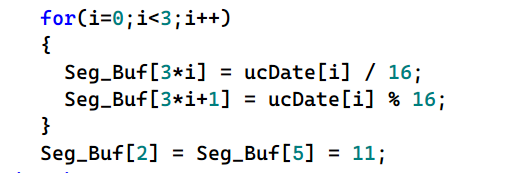 for(i=0;i<3;i++)
{
Seg_Buf[3*i] = ucDate[i] / 16;
Seg_Buf[3*i+1] = ucDate[i] % 16;
}
Seg_Buf[2] = Seg_Buf[5] = 11;